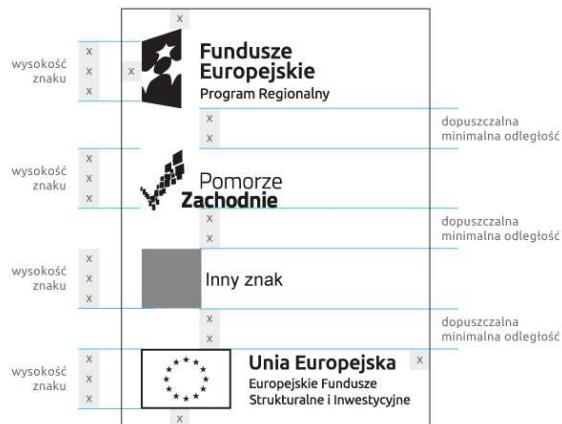 x
wysokość
znaku
x
x
x
x
Fundusze
Europejskie
Program Regionalny
x
x
dopuszczalna
minimalna odległość
wysokość
znaku
x
x
x
Pomorze
Zachodnie
x
x
dopuszczalna
minimalna odległość
wysokość
znaku
x
x
x
Inny znak
x
x
dopuszczalna
minimalna odległość
wysokość
znaku
x
x
x
Unia Europejska
Europejskie Fundusze
Strukturalne i Inwestycyjne
x
x